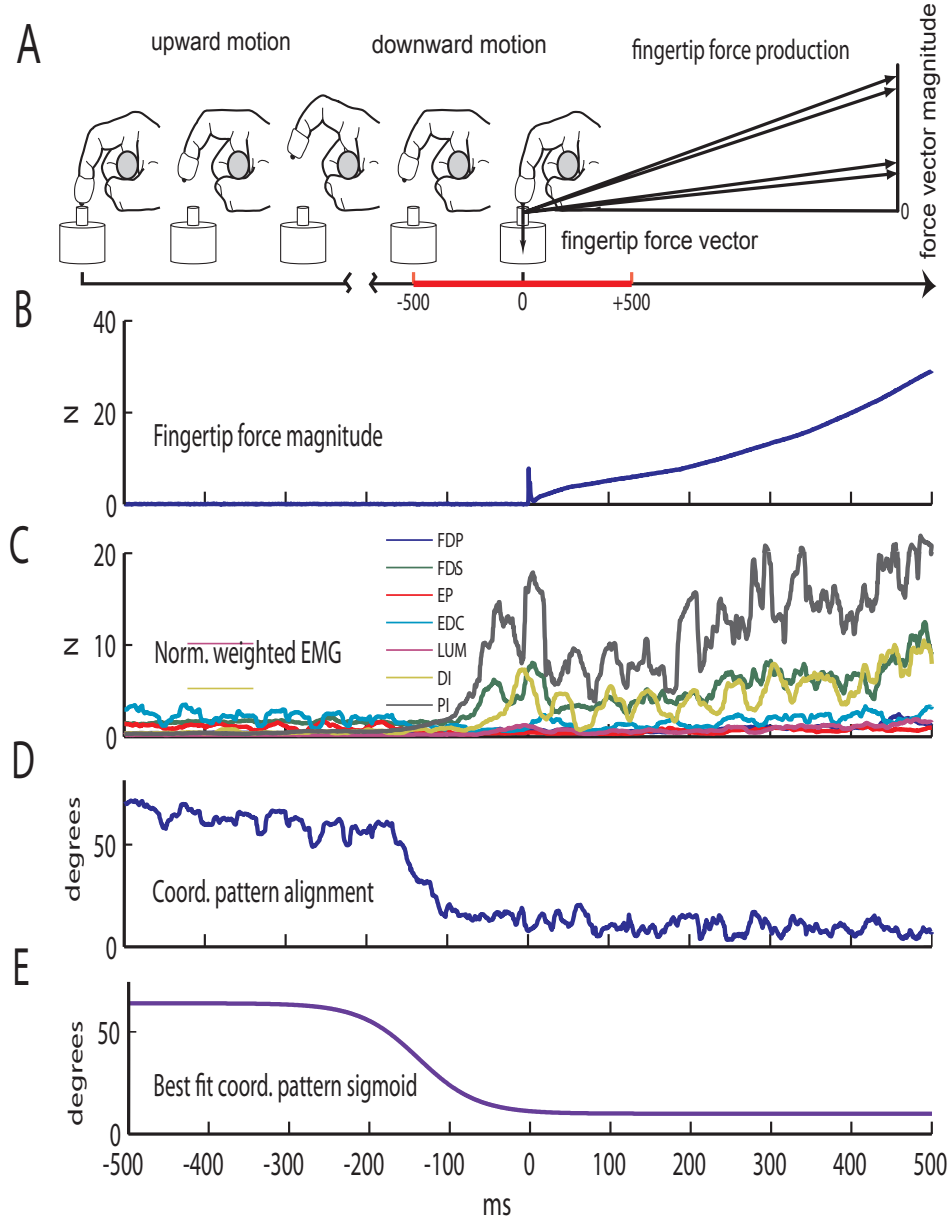 A
upward motion
downward motion
fingertip force production
force vector magnitude
0
fingertip force vector
-500
0
+500
B
40
20
0
N
Fingertip force magnitude
C
20
10
0
N
Norm. weighted EMG
FDP
FDS
EP
EDC
LUM
DI
PI
D
50
0
degrees
Coord. pattern alignment
E
50
0
degrees
Best fit coord. pattern sigmoid
-500
-400
-300
-200
-100
0
100
200
300
400
500
ms